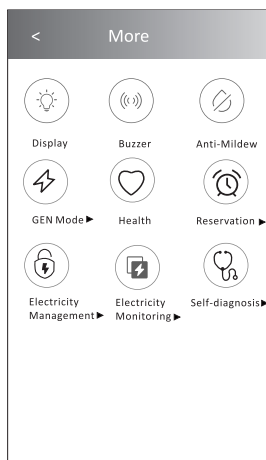 < More
Display Buzzer Anti-Mildew
GEN Mode► Health Reservation ►
Electricity Electricity Self-diagnosis►
Management► Monitoring ►